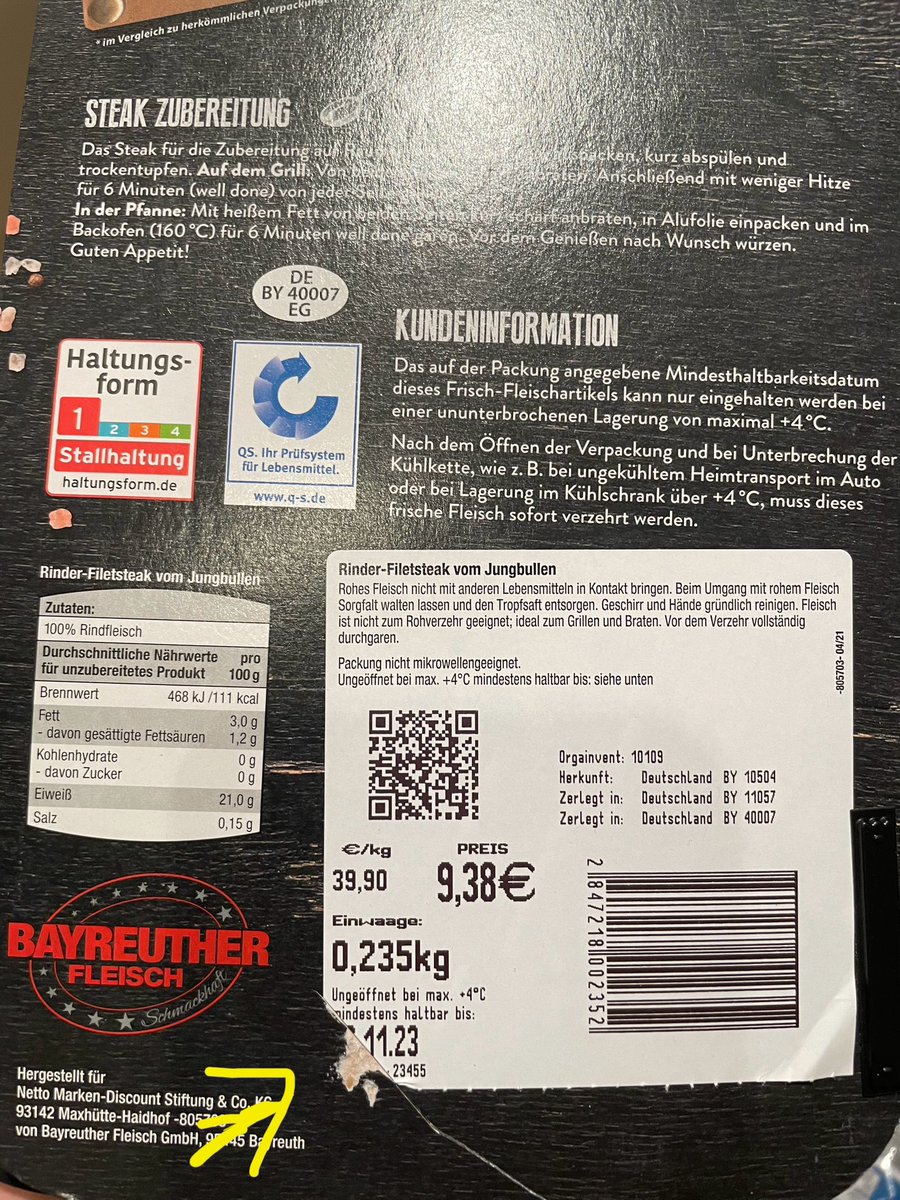 * im Vergleich zu herkömmlichen Verpackungen
STEAK ZUBEREITUNG
Das Steak für die Zubereitung auf kurz abspülen und
trockentupfen. Auf dem Grill: Anschließend mit weniger Hitze
für 6 Minuten (well done) von jeder
In der Pfanne: Mit heißem Fett von beiden Seiten kurz scharf anbraten, in Alufolie einpacken und im
Backofen (160 °C) für 6 Minuten well done garen. Vor dem Genießen nach Wunsch würzen.
Guten Appetit!
DE
BY 40007
EG
Haltungs-
form
1 2 3 4
Stallhaltung
haltungsform.de
QS. Ihr Prüfsystem
für Lebensmittel.
www.q-s.de
KUNDENINFORMATION
Das auf der Packung angegebene Mindesthaltbarkeitsdatum
dieses Frisch-Fleischartikels kann nur eingehalten werden bei
einer ununterbrochenen Lagerung von maximal +4 °C.
Nach dem Öffnen der Verpackung und bei Unterbrechung der
Kühlkette, wie z. B. bei ungekühltem Heimtransport im Auto
oder bei Lagerung im Kühlschrank über +4 °C, muss dieses
frische Fleisch sofort verzehrt werden.
Rinder-Filetsteak vom Jungbullen
Zutaten:
100% Rindfleisch
Durchschnittliche Nährwerte pro
für unzubereitetes Produkt 100 g
Brennwert 468 kJ /111 kcal
Fett 3,0 g
- davon gesättigte Fettsäuren 1,2 g
Kohlenhydrate 0 g
- davon Zucker 0 g
Eiweiß 21,0 g
Salz 0,15 g
Rinder-Filetsteak vom Jungbullen
Rohes Fleisch nicht mit anderen Lebensmitteln in Kontakt bringen. Beim Umgang mit rohem Fleisch
Sorgfalt walten lassen und den Tropfsaft entsorgen. Geschirr und Hände gründlich reinigen. Fleisch
ist nicht zum Rohverzehr geeignet; ideal zum Grillen und Braten. Vor dem Verzehr vollständig
durchgaren.
Packung nicht mikrowellengeeignet.
Ungeöffnet bei max. +4°C mindestens haltbar bis: siehe unten
-805703- 04/21
Orgainvent: 10109
Herkunft: Deutschland BY 10504
Zerlegt in: Deutschland BY 11057
Zerlegt in: Deutschland BY 40007
€/kg PREIS
39,90 9,38€
Einwaage:
0,235kg
Ungeöffnet bei max. +4°C
mindestens haltbar bis:
11.23
23455
2 847218 002352
BAYREUTHER
FLEISCH
Schmackhaft
Hergestellt für
Netto Marken-Discount Stiftung & Co. KG
93142 Maxhütte-Haidhof
von Bayreuther Fleisch GmbH, Bayreuth